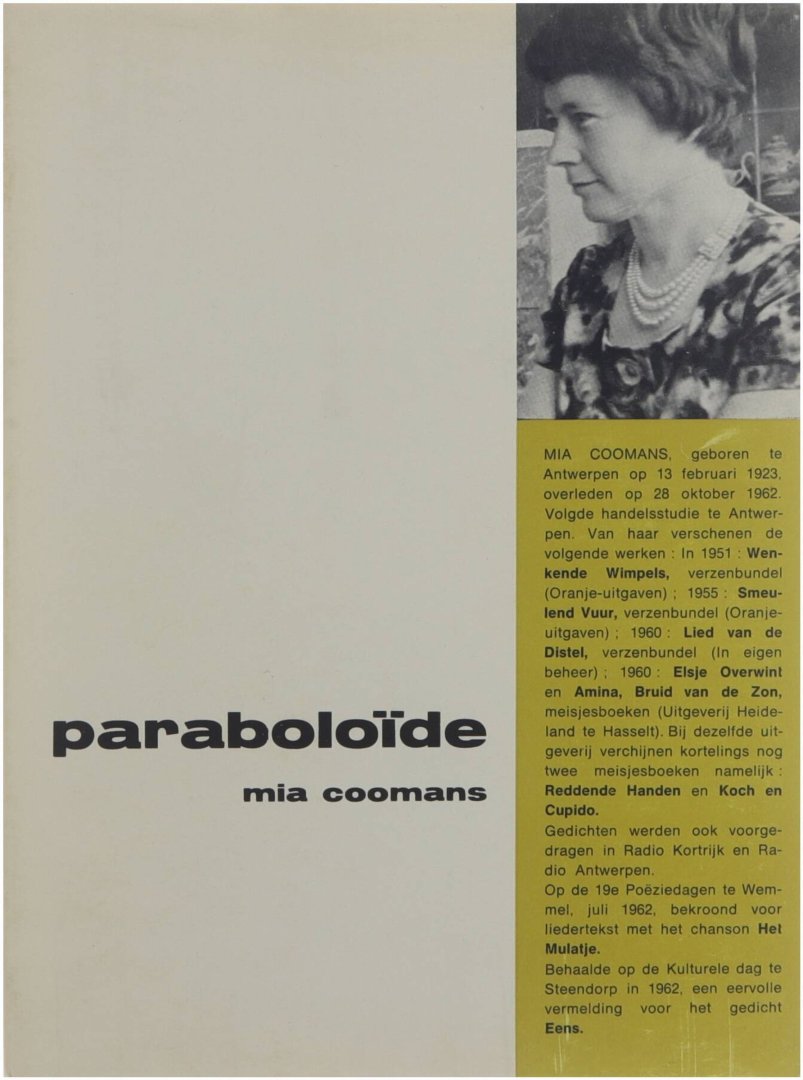 paraboloïde
mia coomans
MIA COOMANS, geboren te
Antwerpen op 13 februari 1923,
overleden op 28 oktober 1962.
Volgde handelsstudie te Antwer-
pen. Van haar verschenen de
volgende werken : In 1951 : Wen-
kende Wimpels, verzenbundel
(Oranje-uitgaven) ; 1955 : Smeu-
lend Vuur, verzenbundel (Oranje-
uitgaven) ; 1960 : Lied van de
Distel, verzenbundel (In eigen
beheer) ; 1960 : Elsje Overwint
en Amina, Bruid van de Zon,
meisjesboeken (Uitgeverij Heide-
land te Hasselt). Bij dezelfde uit-
geverij verchijnen kortelings nog
twee meisjesboeken namelijk :
Reddende Handen en Koch en
Cupido.
Gedichten werden ook voorge-
dragen in Radio Kortrijk en Ra-
dio Antwerpen.
Op de 19e Poëziedagen te Wem-
mel, juli 1962, bekroond voor
liedertekst met het chanson Het
Mulatje.
Behaalde op de Kulturele dag te
Steendorp in 1962, een eervolle
vermelding voor het gedicht
Eens.